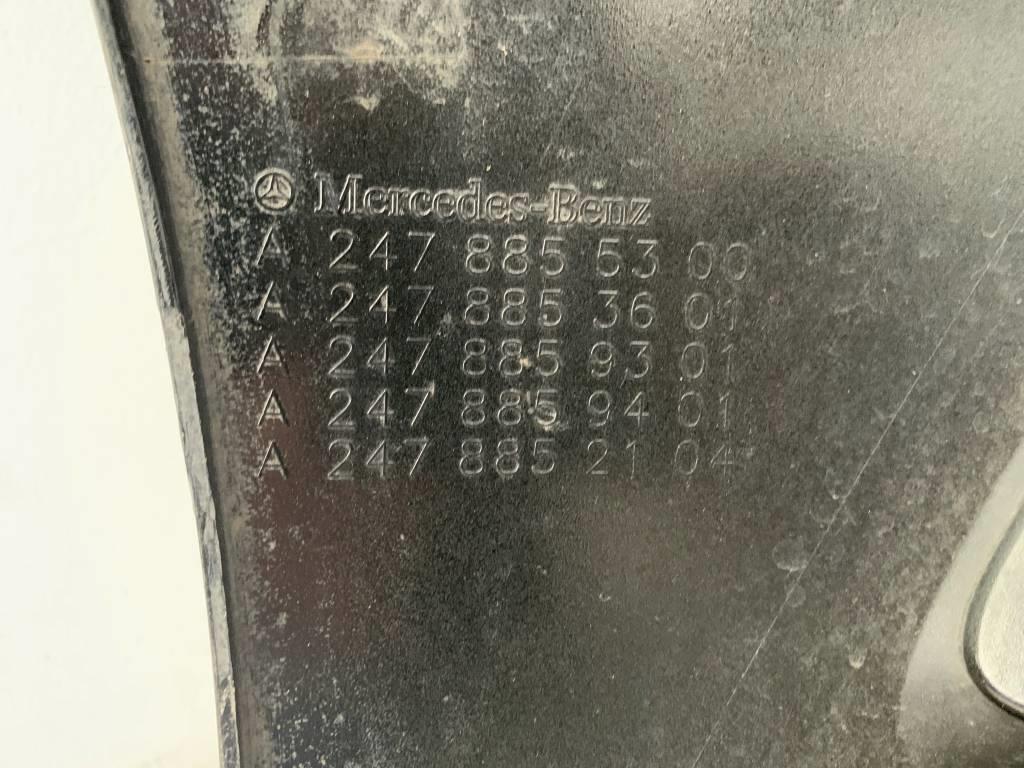 Mercedes-Benz
A 247 885 53 00
A 247 885 36 01
A 247 885 93 01
A 247 885 94 01
A 247 885 21 04